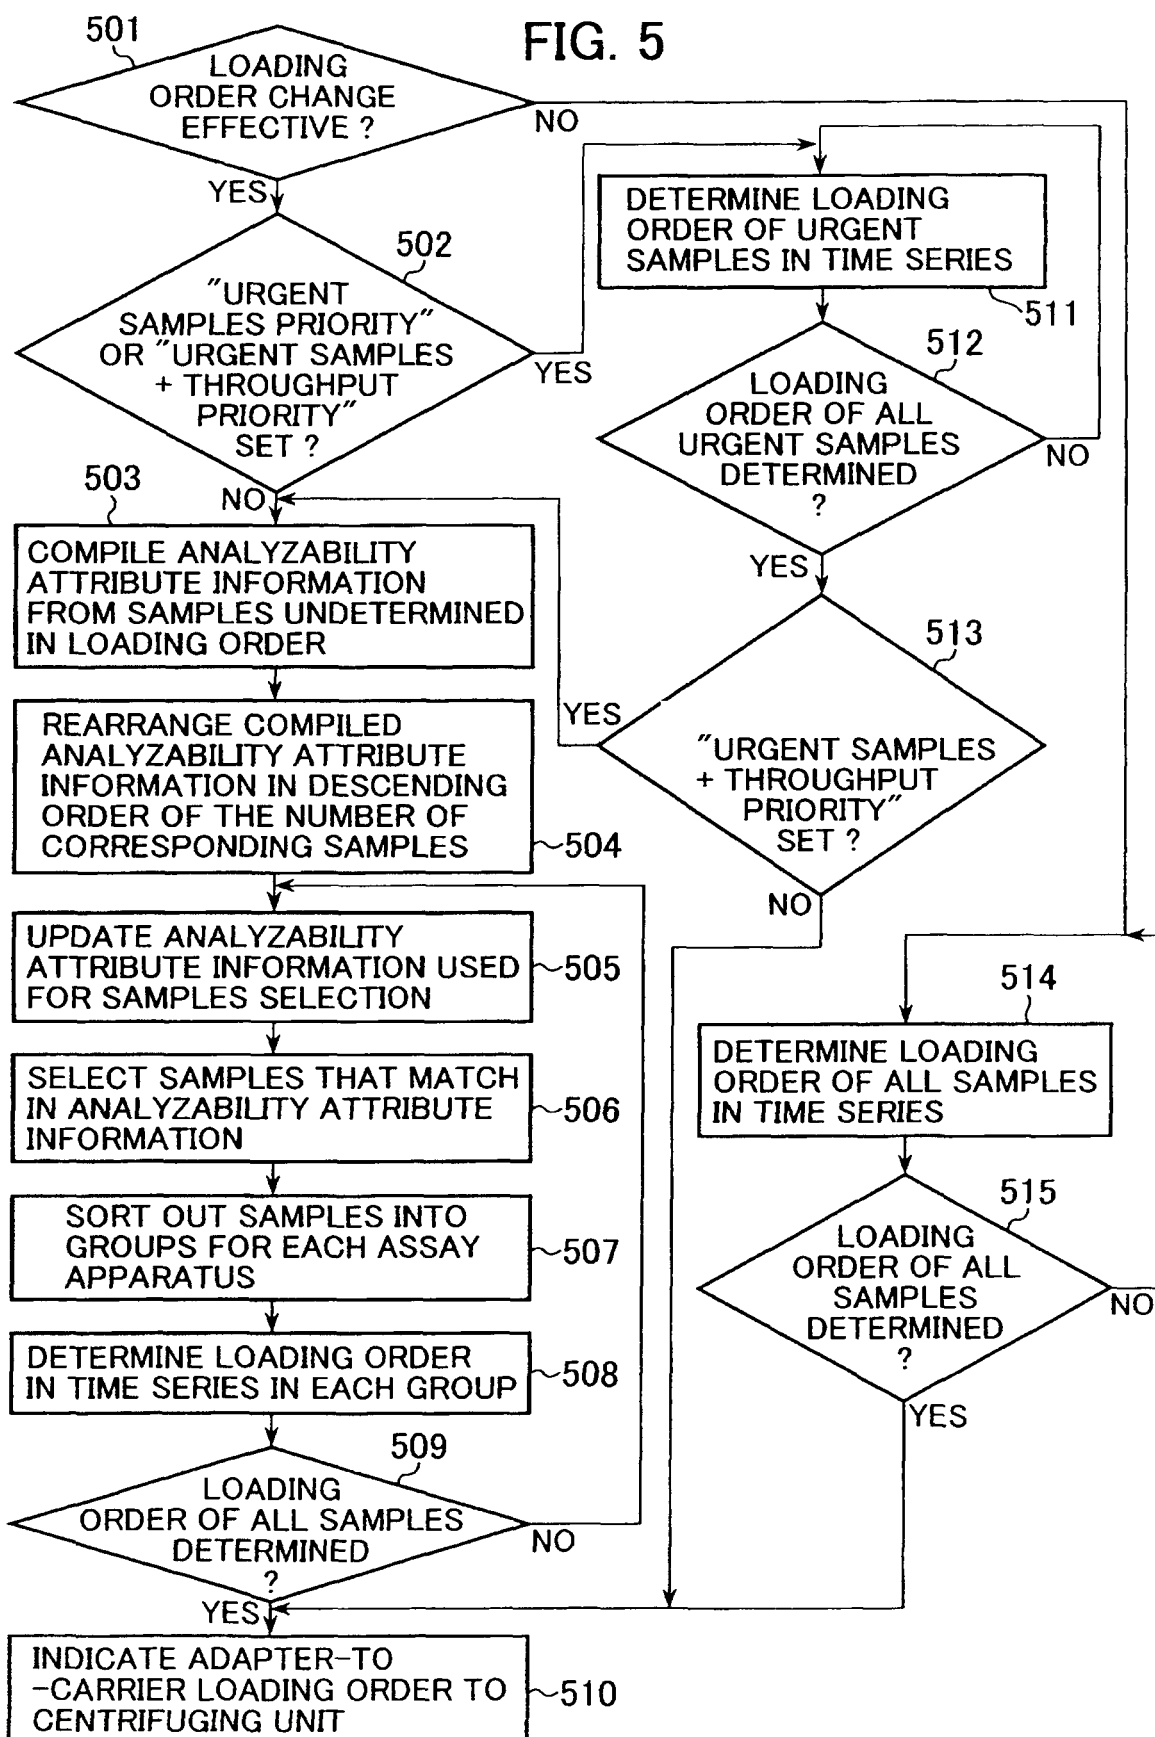 FIG. 5
501
LOADING
ORDER CHANGE
EFFECTIVE ?
NO
YES
502
"URGENT
SAMPLES PRIORITY"
OR "URGENT SAMPLES
+ THROUGHPUT
PRIORITY"
SET ?
YES
NO
503
COMPILE ANALYZABILITY
ATTRIBUTE INFORMATION
FROM SAMPLES UNDETERMINED
IN LOADING ORDER
REARRANGE COMPILED
ANALYZABILITY ATTRIBUTE
INFORMATION IN DESCENDING
ORDER OF THE NUMBER OF
CORRESPONDING SAMPLES
504
UPDATE ANALYZABILITY
ATTRIBUTE INFORMATION USED
FOR SAMPLES SELECTION
505
SELECT SAMPLES THAT MATCH
IN ANALYZABILITY ATTRIBUTE
INFORMATION
506
SORT OUT SAMPLES INTO
GROUPS FOR EACH ASSAY
APPARATUS
507
DETERMINE LOADING ORDER
IN TIME SERIES IN EACH GROUP
508
509
LOADING
ORDER OF ALL SAMPLES
DETERMINED
?
NO
YES
INDICATE ADAPTER-TO
-CARRIER LOADING ORDER TO
CENTRIFUGING UNIT
510
DETERMINE LOADING
ORDER OF URGENT
SAMPLES IN TIME SERIES
511
512
LOADING
ORDER OF ALL
URGENT SAMPLES
DETERMINED
?
NO
YES
513
YES
"URGENT SAMPLES
+ THROUGHPUT
PRIORITY"
SET ?
NO
514
DETERMINE LOADING
ORDER OF ALL SAMPLES
IN TIME SERIES
515
LOADING
ORDER OF ALL
SAMPLES
DETERMINED
?
NO
YES